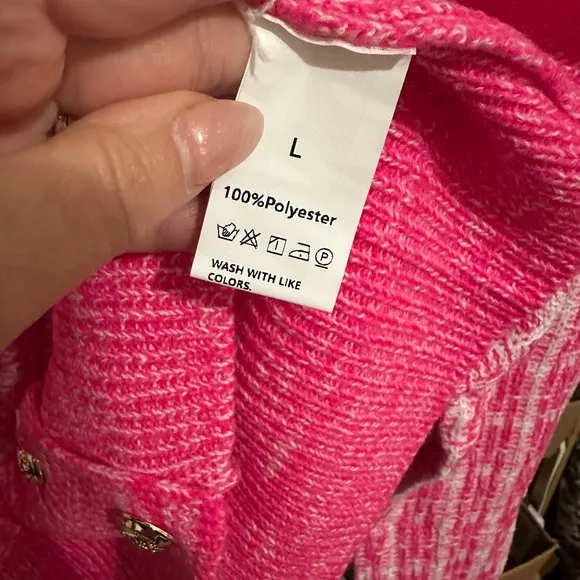 L
100%Polyester
P
WASH WITH LIKE
COLORS.